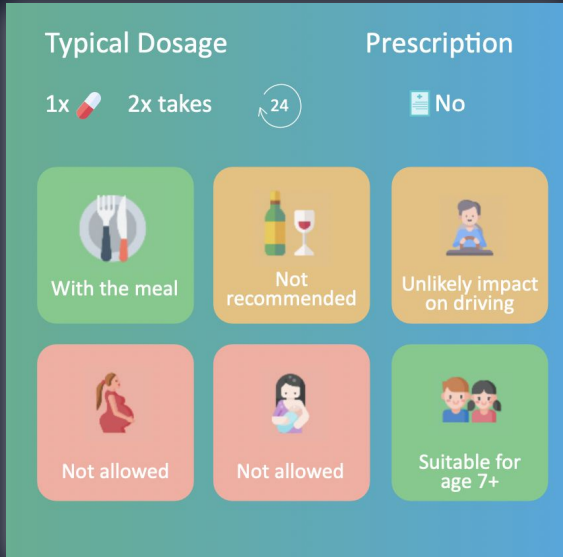 Typical Dosage
Prescription
1x
2x takes
24
No
With the meal
Not
recommended
Unlikely impact
on driving
Not allowed
Not allowed
Suitable for
age 7+